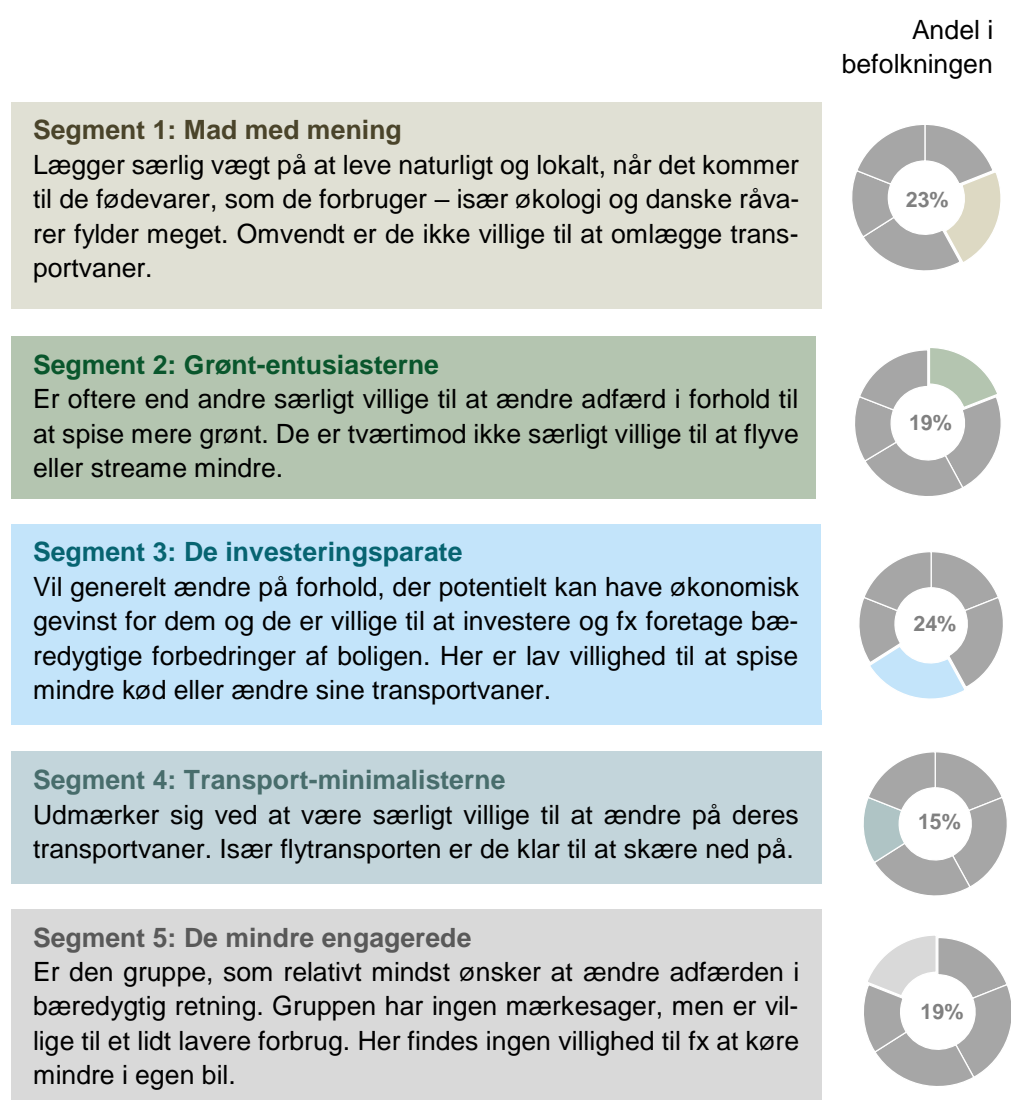 Andel i
befolkningen
Segment 1: Mad med mening
Lægger særlig vægt på at leve naturligt og lokalt, når det kommer
til de fødevarer, som de forbruger – især økologi og danske råva-
rer fylder meget. Omvendt er de ikke villige til at omlægge trans-
portvaner.
23%
Segment 2: Grønt-entusiasterne
Er oftere end andre særligt villige til at ændre adfærd i forhold til
at spise mere grønt. De er tværtimod ikke særligt villige til at flyve
eller streame mindre.
19%
Segment 3: De investeringsparate
Vil generelt ændre på forhold, der potentielt kan have økonomisk
gevinst for dem og de er villige til at investere og fx foretage bæ-
redygtige forbedringer af boligen. Her er lav villighed til at spise
mindre kød eller ændre sine transportvaner.
24%
Segment 4: Transport-minimalisterne
Udmærker sig ved at være særligt villige til at ændre på deres
transportvaner. Især flytransporten er de klar til at skære ned på.
15%
Segment 5: De mindre engagerede
Er den gruppe, som relativt mindst ønsker at ændre adfærden i
bæredygtig retning. Gruppen har ingen mærkesager, men er vil-
lige til et lidt lavere forbrug. Her findes ingen villighed til fx at køre
mindre i egen bil.
19%